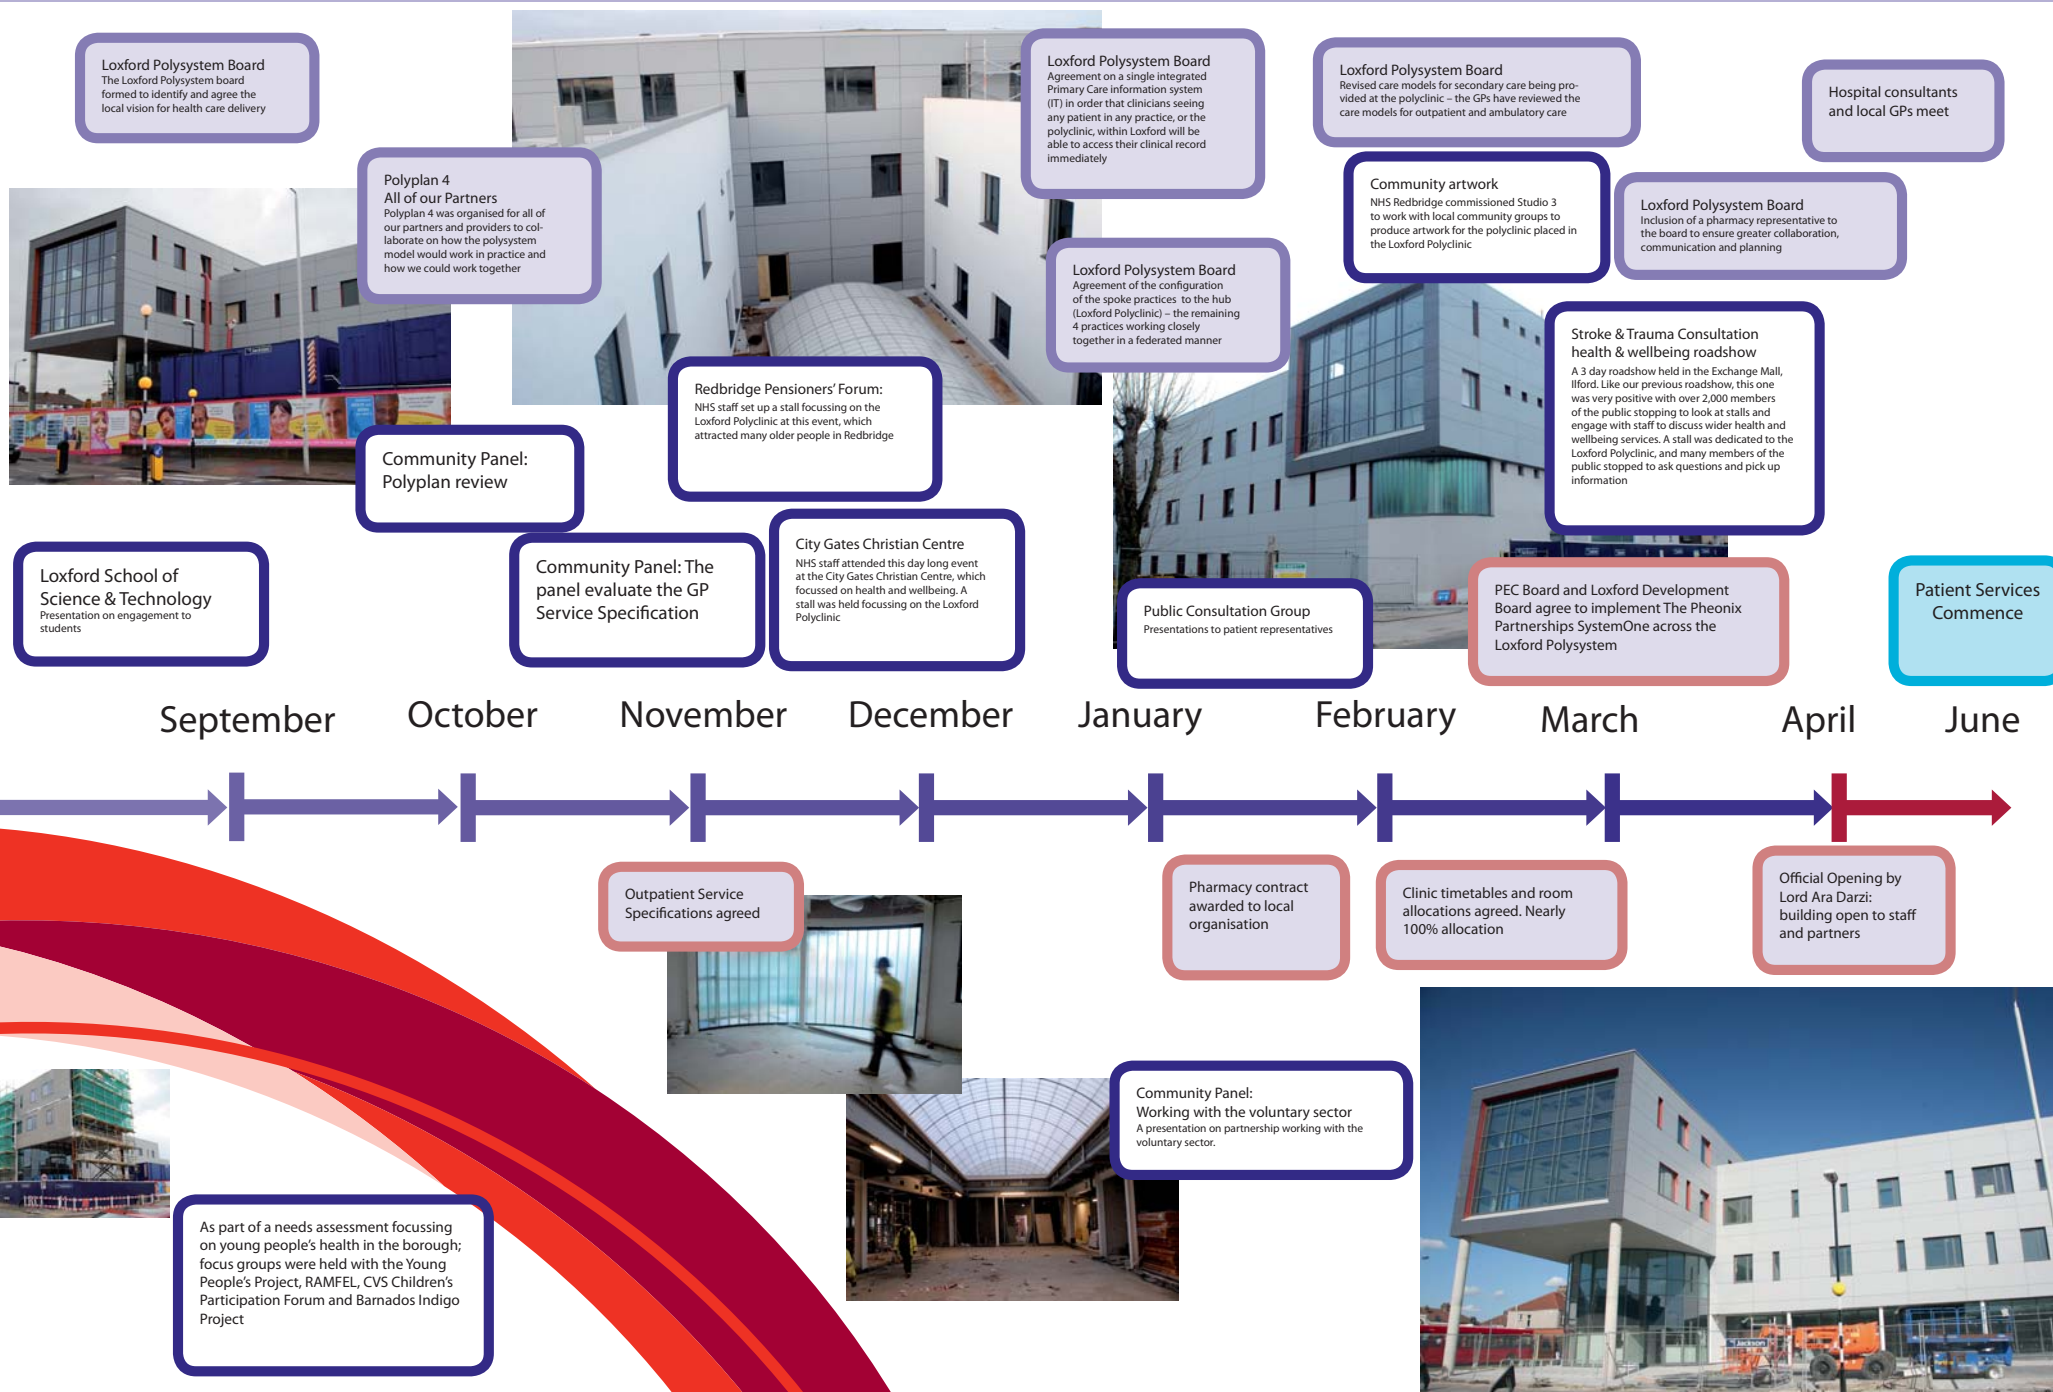 Loxford Polysystem Board
The Loxford Polysystem board
formed to identify and agree the
local vision for health care delivery
Polyplan 4
All of our Partners
Polyplan 4 was organised for all of
our partners and providers to col-
laborate on how the polysystem
model would work in practice and
how we could work together
Loxford Polysystem Board
Agreement on a single integrated
Primary Care information system
(IT) in order that clinicians seeing
any patient in any practice, or the
polyclinic, within Loxford will be
able to access their clinical record
immediately
Loxford Polysystem Board
Revised care models for secondary care being pro-
vided at the polyclinic – the GPs have reviewed the
care models for outpatient and ambulatory care
Hospital consultants
and local GPs meet
Community artwork
NHS Redbridge commissioned Studio 3
to work with local community groups to
produce artwork for the polyclinic placed in
the Loxford Polyclinic
Loxford Polysystem Board
Inclusion of a pharmacy representative to
the board to ensure greater collaboration,
communication and planning
Loxford Polysystem Board
Agreement of the configuration
of the spoke practices to the hub
(Loxford Polyclinic) – the remaining
4 practices working closely
together in a federated manner
Stroke & Trauma Consultation
health & wellbeing roadshow
A 3 day roadshow held in the Exchange Mall,
Ilford. Like our previous roadshow, this one
was very positive with over 2,000 members
of the public stopping to look at stalls and
engage with staff to discuss wider health and
wellbeing services. A stall was dedicated to the
Loxford Polyclinic, and many members of the
public stopped to ask questions and pick up
information
Redbridge Pensioners' Forum:
NHS staff set up a stall focussing on the
Loxford Polyclinic at this event, which
attracted many older people in Redbridge
Community Panel:
Polyplan review
Loxford School of
Science & Technology
Presentation on engagement to
students
Community Panel: The
panel evaluate the GP
Service Specification
City Gates Christian Centre
NHS staff attended this day long event
at the City Gates Christian Centre, which
focussed on health and wellbeing. A
stall was held focussing on the Loxford
Polyclinic
Public Consultation Group
Presentations to patient representatives
PEC Board and Loxford Development
Board agree to implement The Pheonix
Partnerships SystemOne across the
Loxford Polysystem
Patient Services
Commence
September
October
November
December
January
February
March
April
June
Outpatient Service
Specifications agreed
Pharmacy contract
awarded to local
organisation
Clinic timetables and room
allocations agreed. Nearly
100% allocation
Official Opening by
Lord Ara Darzi:
building open to staff
and partners
Community Panel:
Working with the voluntary sector
A presentation on partnership working with the
voluntary sector.
As part of a needs assessment focussing
on young people's health in the borough;
focus groups were held with the Young
People's Project, RAMFEL, CVS Children's
Participation Forum and Barnados Indigo
Project
Jackson